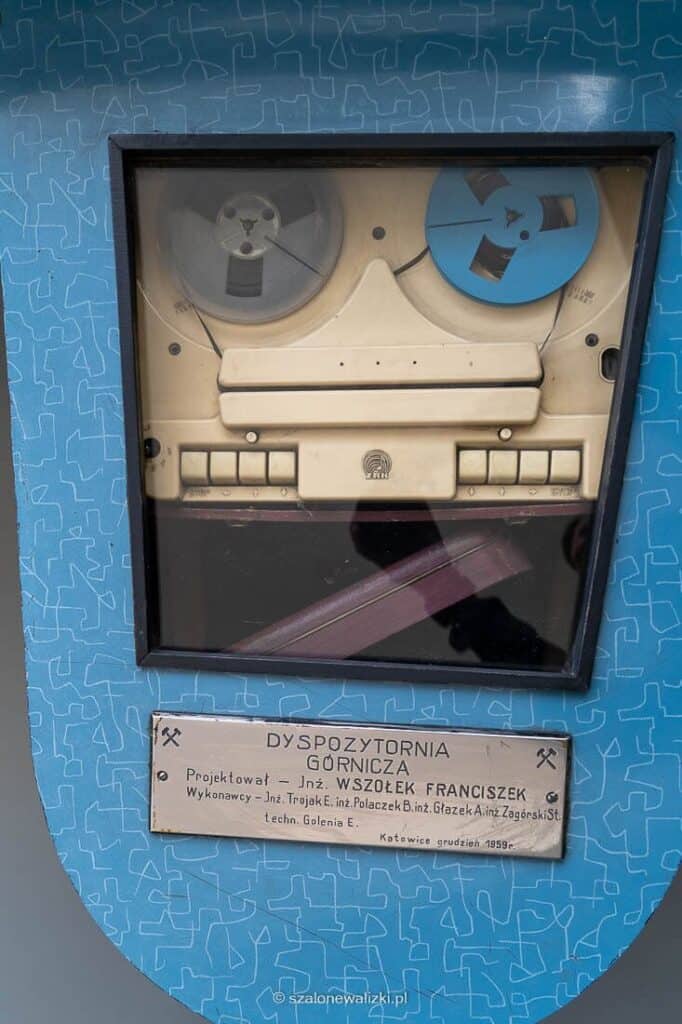 ZRK
DYSPOZYTORNIA
GÓRNICZA
Projektował – Jnż. WSZOŁEK FRANCISZEK
Wykonawcy – Jnż. Trojak E. inż. Polaczek B. inż. Głazek A. inż Zagórski St.
techn. Golenia E.
Katowice grudzień 1959r.
© szalonewalizki.pl